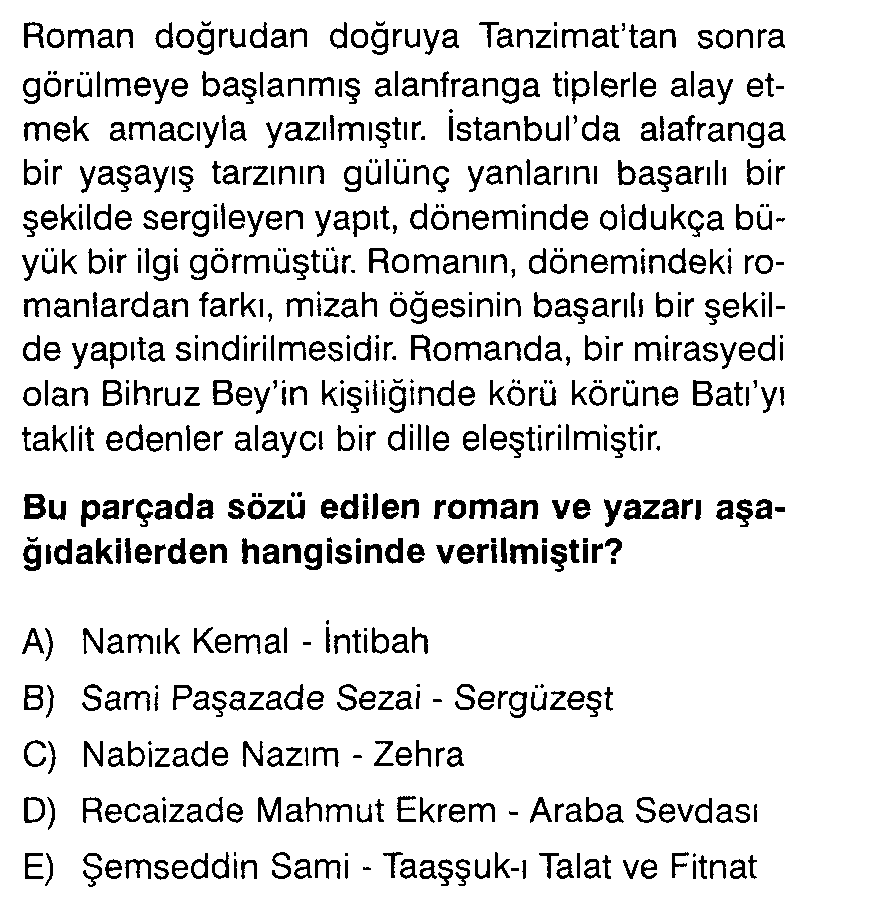 Roman doğrudan doğruya Tanzimat'tan sonra
görülmeye başlanmış alanfranga tiplerle alay et-
mek amacıyla yazılmıştır. İstanbul'da alafranga
bir yaşayış tarzının gülünç yanlarını başarılı bir
şekilde sergileyen yapıt, döneminde oldukça bü-
yük bir ilgi görmüştür. Romanın, dönemindeki ro-
manlardan farkı, mizah öğesinin başarılı bir şekil-
de yapıta sindirilmesidir. Romanda, bir mirasyedi
olan Bihruz Bey'in kişiliğinde körü körüne Batı'yı
taklit edenler alaycı bir dille eleştirilmiştir.
Bu parçada sözü edilen roman ve yazarı aşa-
ğıdakilerden hangisinde verilmiştir?
A) Namık Kemal - İntibah
B) Sami Paşazade Sezai - Sergüzeşt
C) Nabizade Nazım - Zehra
D) Recaizade Mahmut Ekrem - Araba Sevdası
E) Şemseddin Sami - Taaşşuk-ı Talat ve Fitnat